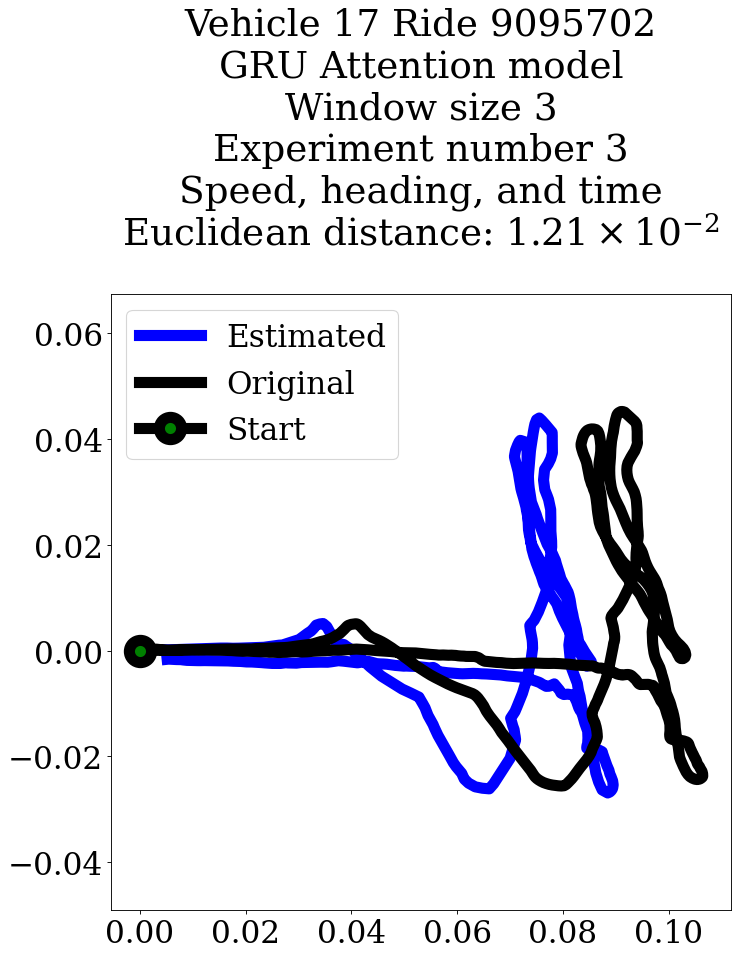 Vehicle 17 Ride 9095702
GRU Attention model
Window size 3
Experiment number 3
Speed, heading, and time
Euclidean distance: 1.21 × 10⁻²
Estimated
Original
Start
0.06
0.04
0.02
0.00
−0.02
−0.04
0.00 0.02 0.04 0.06 0.08 0.10